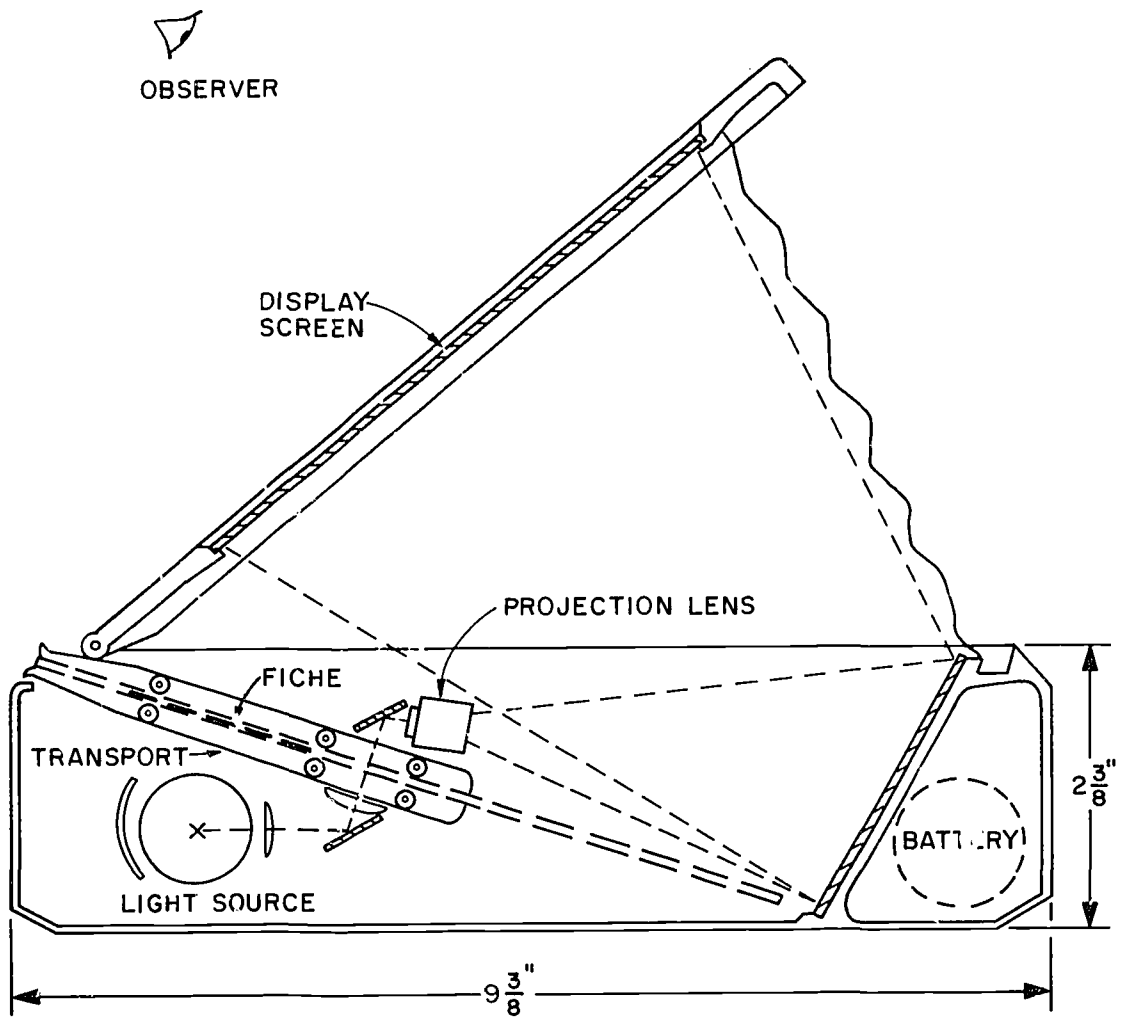 OBSERVER
DISPLAY
SCREEN
PROJECTION LENS
FICHE
TRANSPORT
LIGHT SOURCE
2 3/8"
9 3/8"